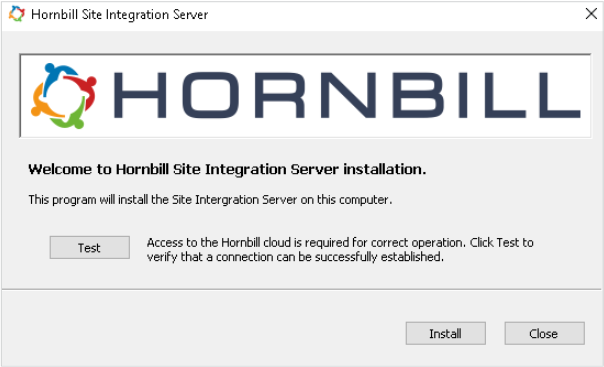 Hornbill Site Integration Server
HORNBILL
Welcome to Hornbill Site Integration Server installation.
This program will install the Site Intergration Server on this computer.
Test
Access to the Hornbill cloud is required for correct operation. Click Test to
verify that a connection can be successfully established.
Install
Close